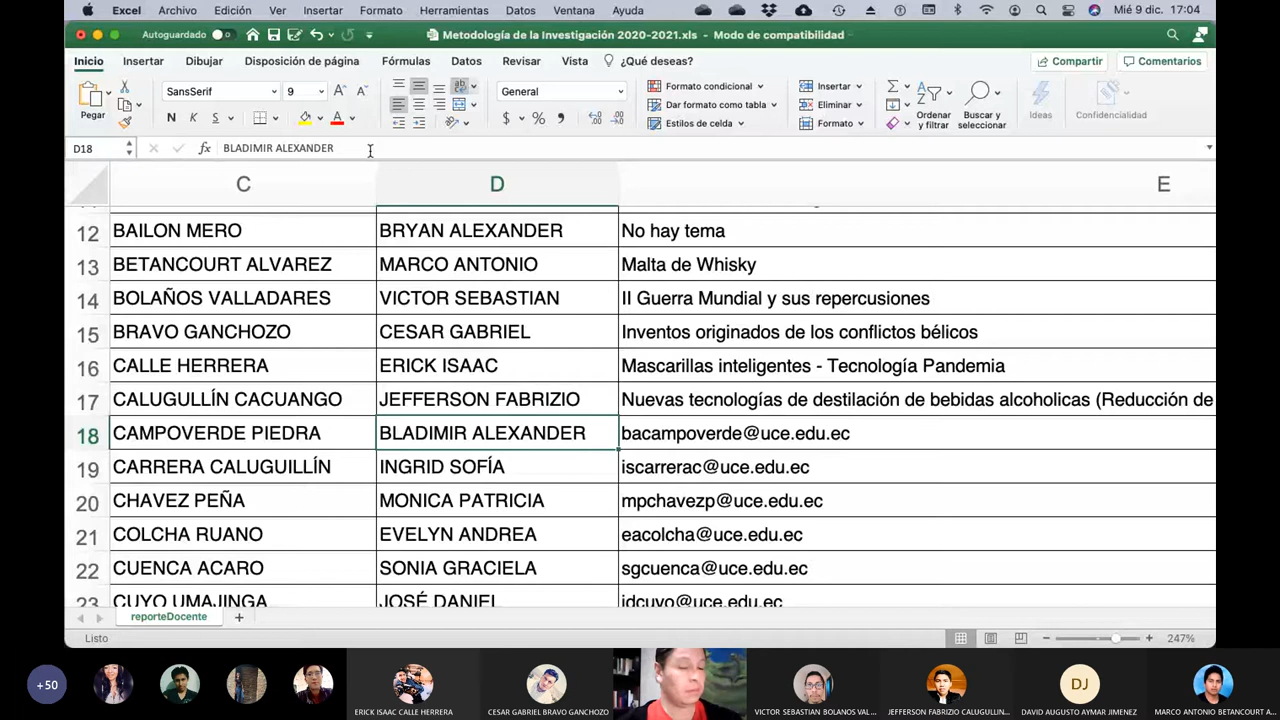 Excel Archivo Edición Ver Insertar Formato Herramientas Datos Ventana Ayuda Mié 9 dic. 17:04
Autoguardado Metodología de la Investigación 2020-2021.xls - Modo de compatibilidad
Inicio Insertar Dibujar Disposición de página Fórmulas Datos Revisar Vista ¿Qué deseas? Compartir Comentarios
Pegar SansSerif 9 General Formato condicional Insertar
Dar formato como tabla Eliminar
N K S Estilos de celda Formato
Ordenar y filtrar Buscar y seleccionar Ideas Confidencialidad
D18 fx BLADIMIR ALEXANDER
C D E
12 BAILON MERO BRYAN ALEXANDER No hay tema
13 BETANCOURT ALVAREZ MARCO ANTONIO Malta de Whisky
14 BOLAÑOS VALLADARES VICTOR SEBASTIAN II Guerra Mundial y sus repercusiones
15 BRAVO GANCHOZO CESAR GABRIEL Inventos originados de los conflictos bélicos
16 CALLE HERRERA ERICK ISAAC Mascarillas inteligentes - Tecnología Pandemia
17 CALUGULLÍN CACUANGO JEFFERSON FABRIZIO Nuevas tecnologías de destilación de bebidas alcoholicas (Reducción de
18 CAMPOVERDE PIEDRA BLADIMIR ALEXANDER bacampoverde@uce.edu.ec
19 CARRERA CALUGUILLÍN INGRID SOFÍA iscarrerac@uce.edu.ec
20 CHAVEZ PEÑA MONICA PATRICIA mpchavezp@uce.edu.ec
21 COLCHA RUANO EVELYN ANDREA eacolcha@uce.edu.ec
22 CUENCA ACARO SONIA GRACIELA sgcuenca@uce.edu.ec
23 CUYO UMAJINGA JOSÉ DANIEL jdcuyo@uce.edu.ec
reporteDocente +
Listo 247%
+50 DJ
ERICK ISAAC CALLE HERRERA CESAR GABRIEL BRAVO GANCHOZO VICTOR SEBASTIAN BOLANOS VAL... JEFFERSON FABRIZIO CALUGULLIN... DAVID AUGUSTO AYMAR JIMENEZ MARCO ANTONIO BETANCOURT A...